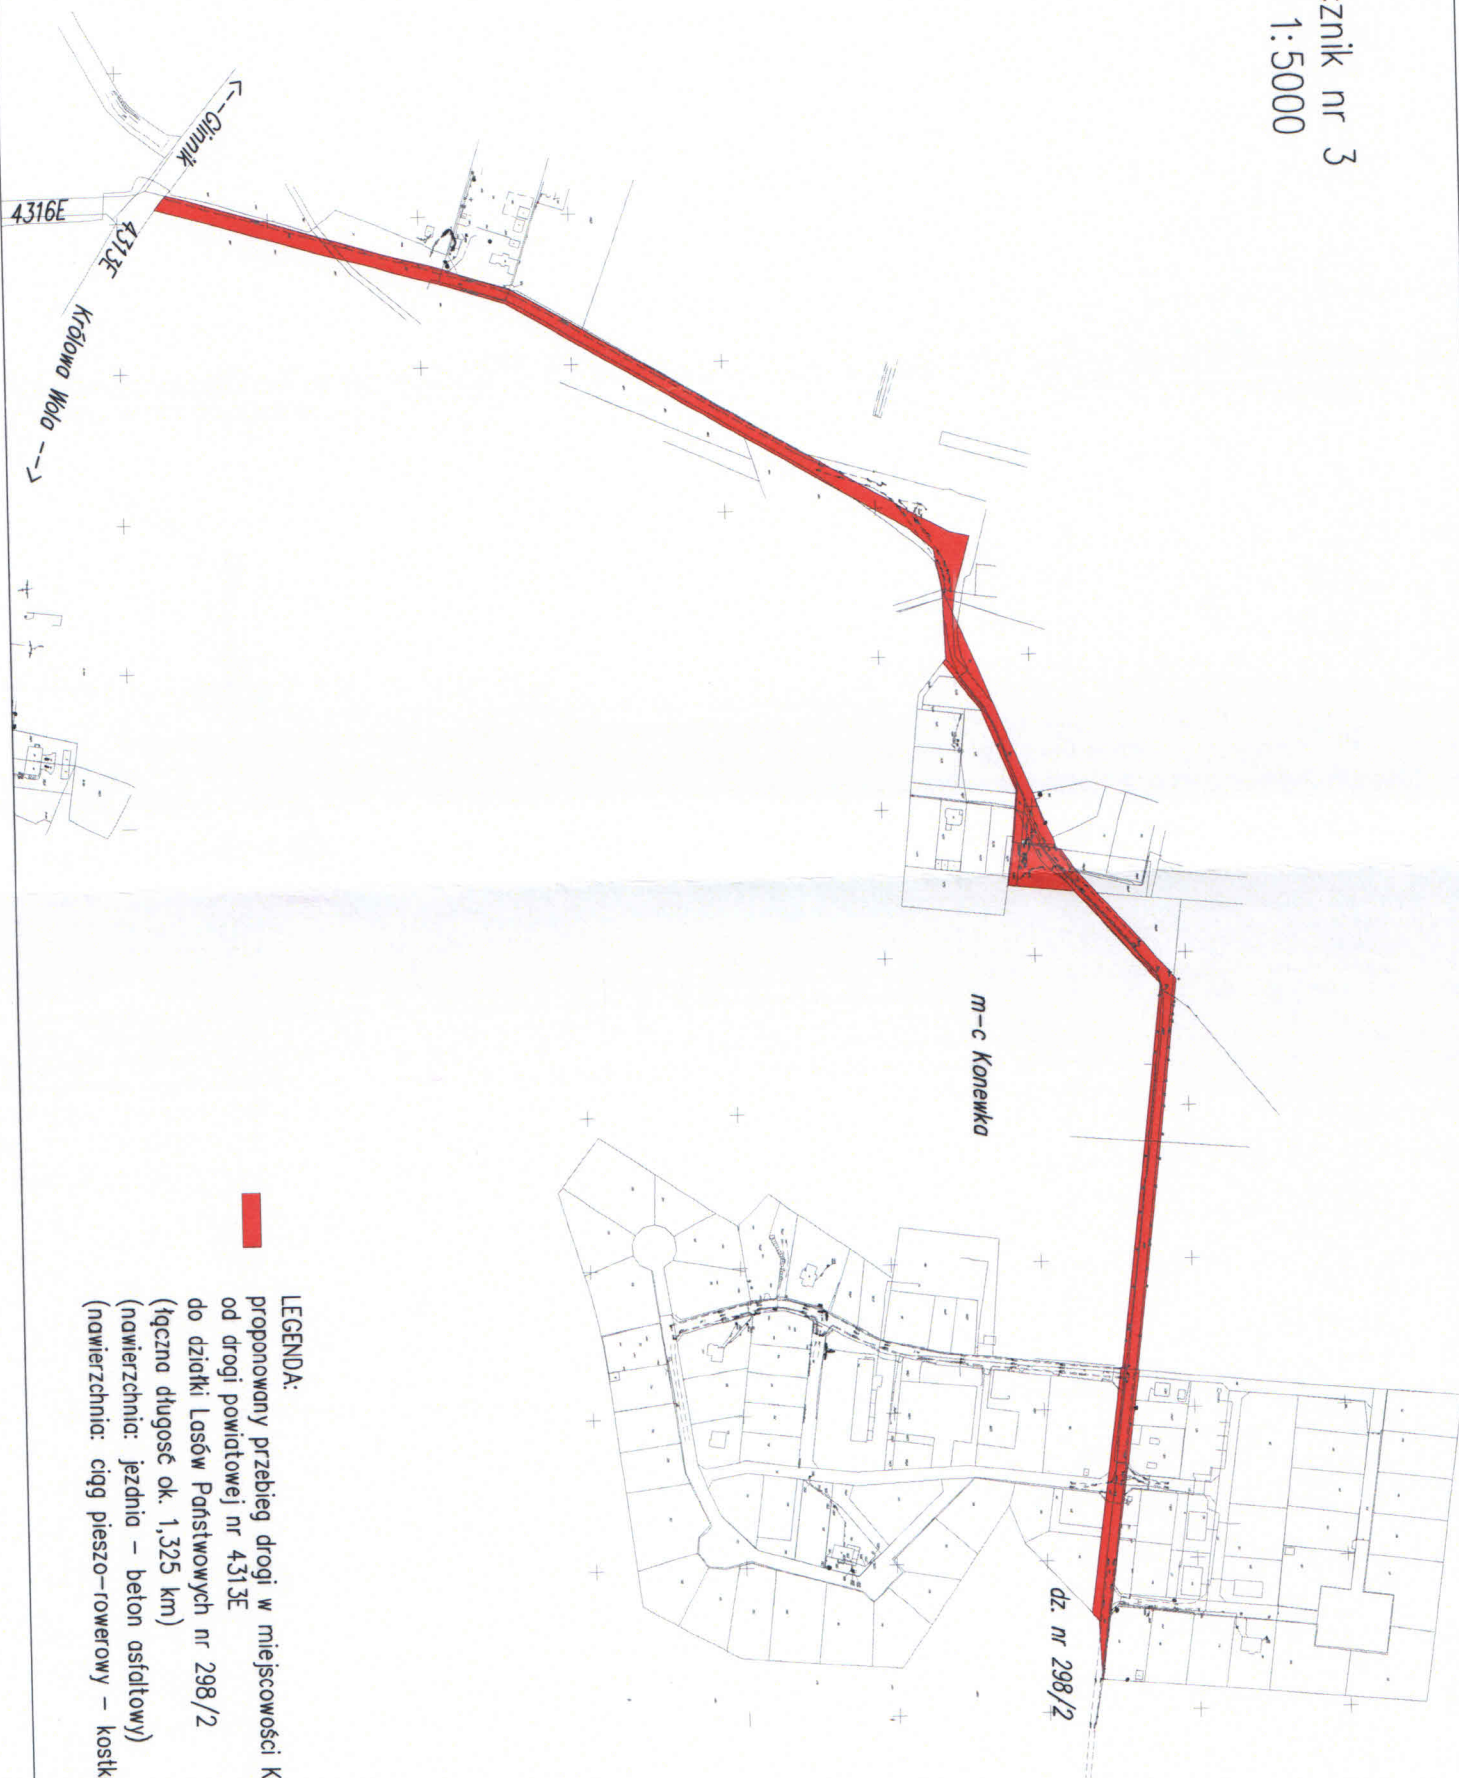 nr 3
1:5000
<--Glinnik
4316E
4313E
Królowa Wola -->
m-c Konewka
dz. nr 298/2
LEGENDA:
proponowany przebieg drogi w miejscowości K
od drogi powiatowej nr 4313E
do działki Lasów Państwowych nr 298/2
(łączna długość ok. 1,325 km)
(nawierzchnia: jezdnia - beton asfaltowy)
(nawierzchnia: ciąg pieszo-rowerowy - kostk